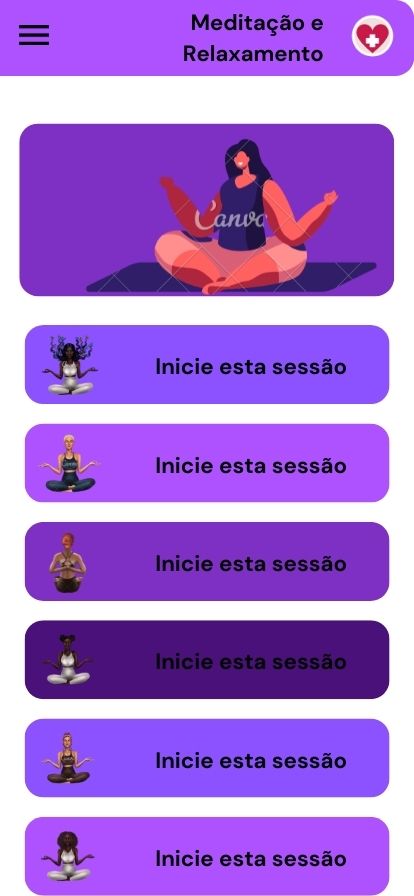 Meditação e
Relaxamento
Canva
Inicie esta sessão
Inicie esta sessão
Inicie esta sessão
Inicie esta sessão
Inicie esta sessão
Inicie esta sessão